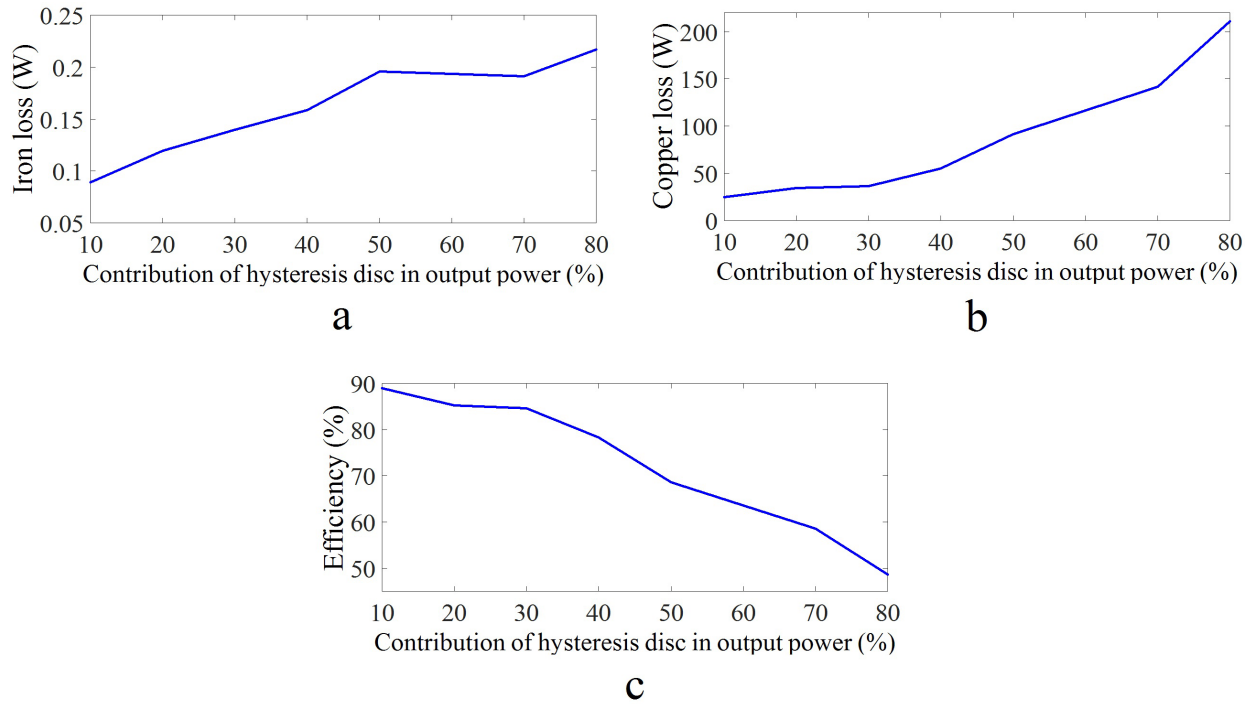 0.25
0.2
0.15
0.1
0.05
Iron loss (W)
10 20 30 40 50 60 70 80
Contribution of hysteresis disc in output power (%)
a
200
150
100
50
0
Copper loss (W)
10 20 30 40 50 60 70 80
Contribution of hysteresis disc in output power (%)
b
90
80
70
60
50
Efficiency (%)
10 20 30 40 50 60 70 80
Contribution of hysteresis disc in output power (%)
c